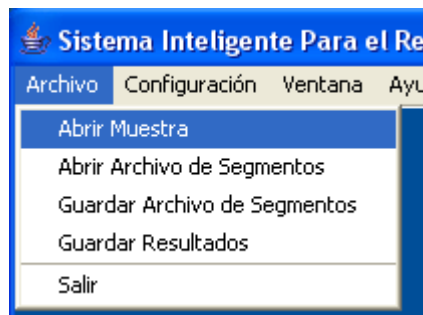 Sistema Inteligente Para el Re
Archivo Configuración Ventana Ayu
Abrir Muestra
Abrir Archivo de Segmentos
Guardar Archivo de Segmentos
Guardar Resultados
Salir